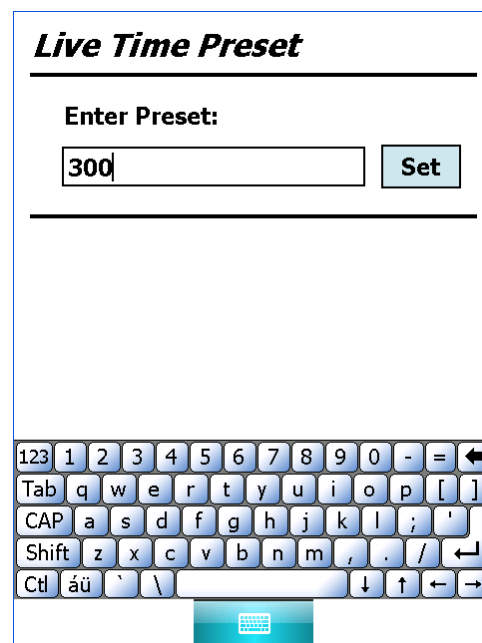 Live Time Preset
Enter Preset:
300
Set
123 1 2 3 4 5 6 7 8 9 0 - =
Tab q w e r t y u i o p [ ]
CAP a s d f g h j k l ; '
Shift z x c v b n m , . /
Ctl áü ` \ ↓ ↑ ← →